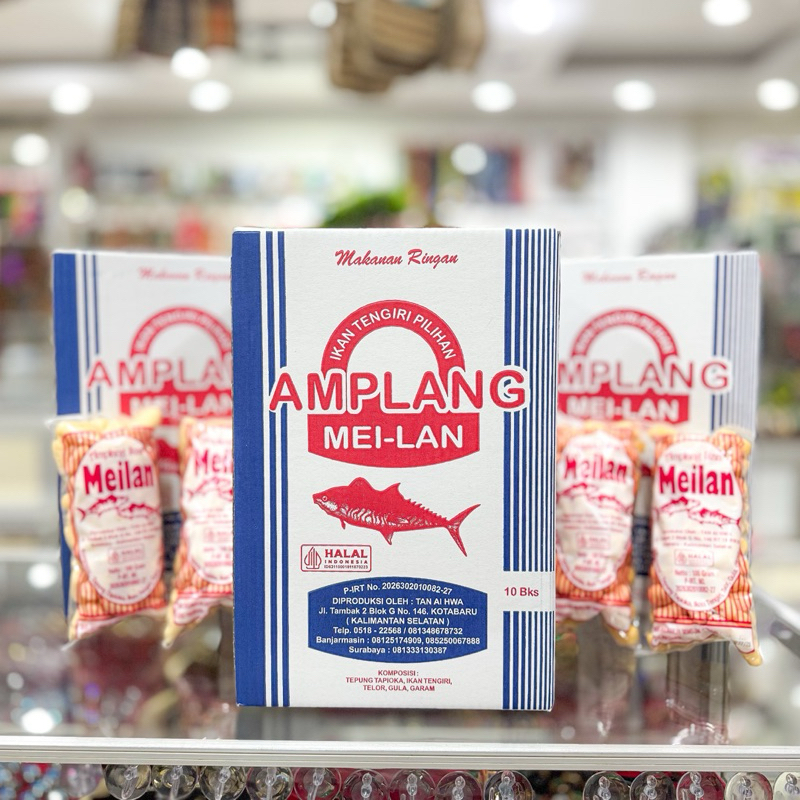 Makanan Ringan
IKAN TENGIRI PILIHAN
AMPLANG
MEI-LAN
HALAL
INDONESIA
P-IRT No. 2026302010082-27
DIPRODUKSI OLEH : TAN AI HWA
Jl. Tambak 2 Blok G No. 146. KOTABARU
( KALIMANTAN SELATAN )
Telp. 0518 - 22568 / 081348678732
Banjarmasin : 08125174909, 085250067888
Surabaya : 081333130387
10 Bks
KOMPOSISI :
TEPUNG TAPIOKA, IKAN TENGIRI,
TELOR, GULA, GARAM
Makanan Ringan
AMPLANG
MEI-LAN
Makanan Ringan
AMPLANG
MEI-LAN
Meilan
Meilan
Meilan
HALAL